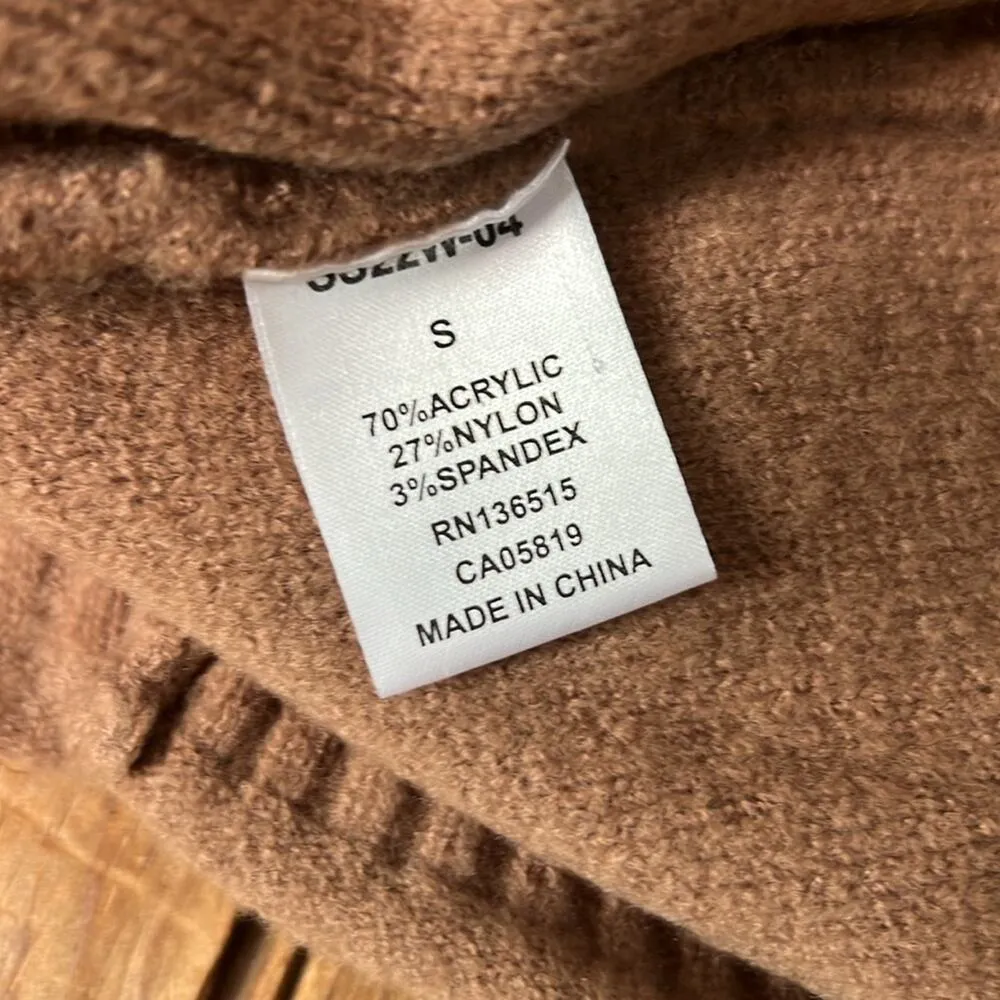 S
70%ACRYLIC
27%NYLON
3%SPANDEX
RN136515
CA05819
MADE IN CHINA